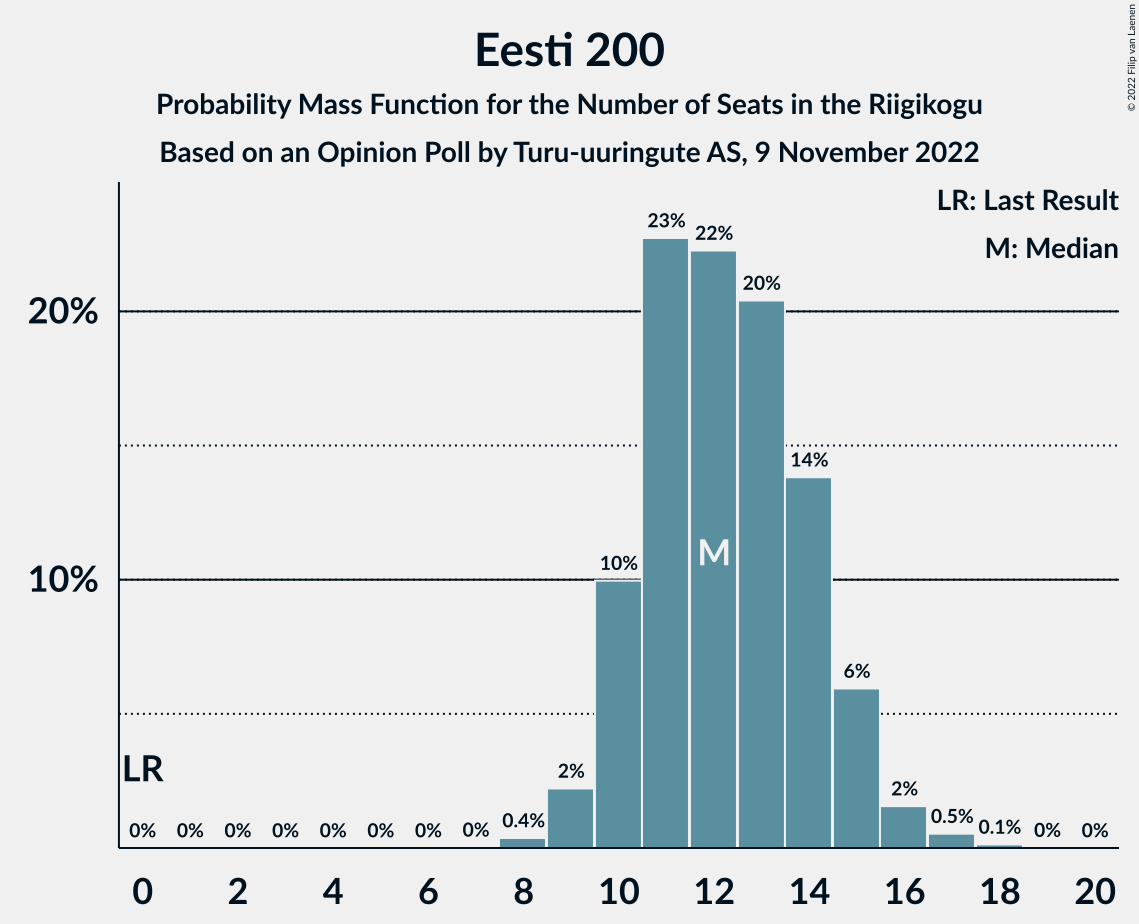 © 2022 Filip van Laenen
Eesti 200
Probability Mass Function for the Number of Seats in the Riigikogu
Based on an Opinion Poll by Turu-uuringute AS, 9 November 2022
LR: Last Result
M: Median
23%
22%
20%
20%
14%
M
10%
10%
6%
LR
2%
2%
0% 0% 0% 0% 0% 0% 0% 0% 0.4% 0.5% 0.1% 0% 0%
0 2 4 6 8 10 12 14 16 18 20